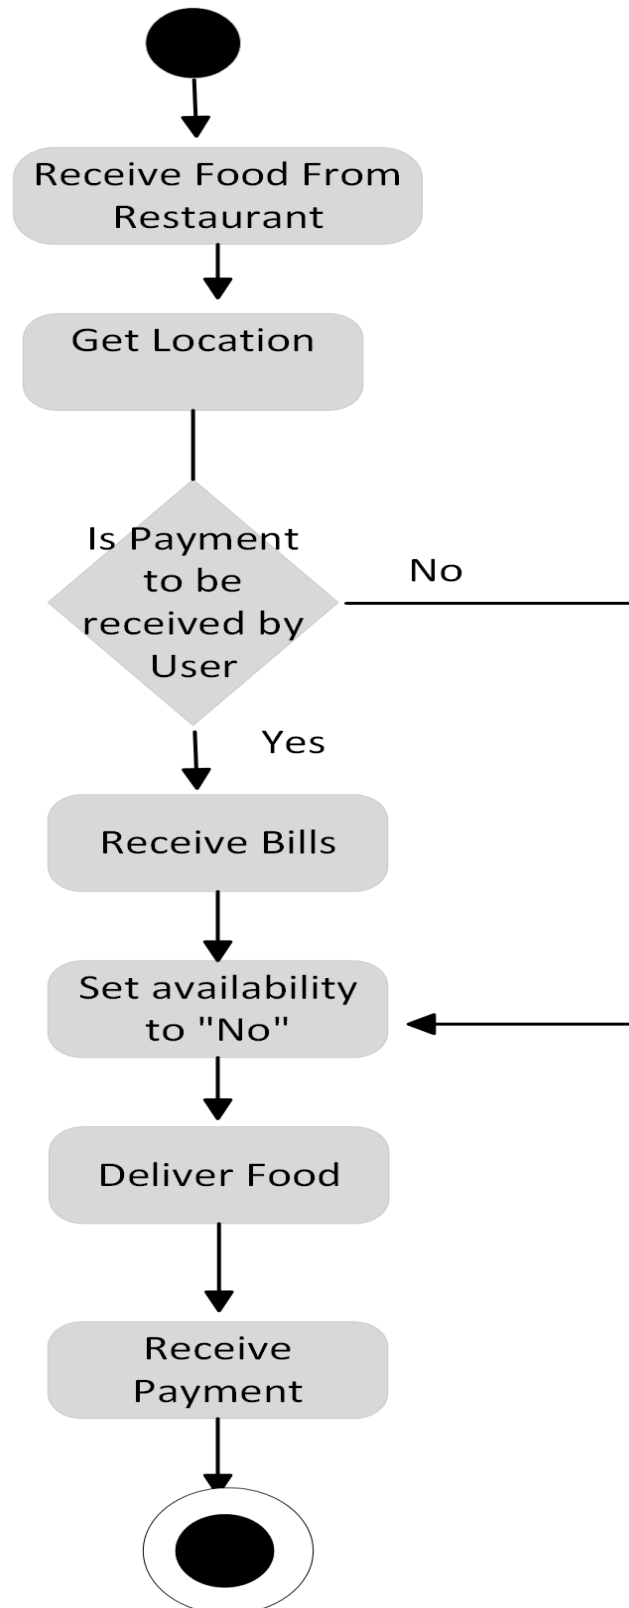 Receive Food From
Restaurant
Get Location
Is Payment
to be
received by
User
No
Yes
Receive Bills
Set availability
to "No"
Deliver Food
Receive
Payment